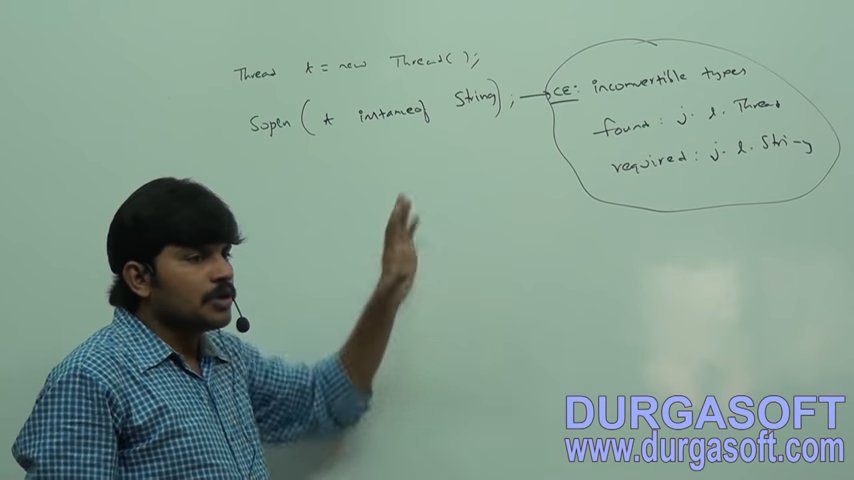 Thread t = new Thread( );
Sopln ( t instanceof String ) ; → CE: inconvertible types
found : j. l. Thread
required : j. l. String
DURGASOFT
www.durgasoft.com